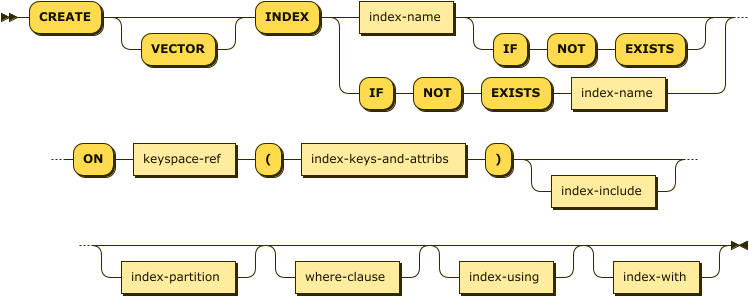 CREATE VECTOR INDEX index-name IF NOT EXISTS
IF NOT EXISTS index-name
ON keyspace-ref ( index-keys-and-attribs ) index-include
index-partition where-clause index-using index-with